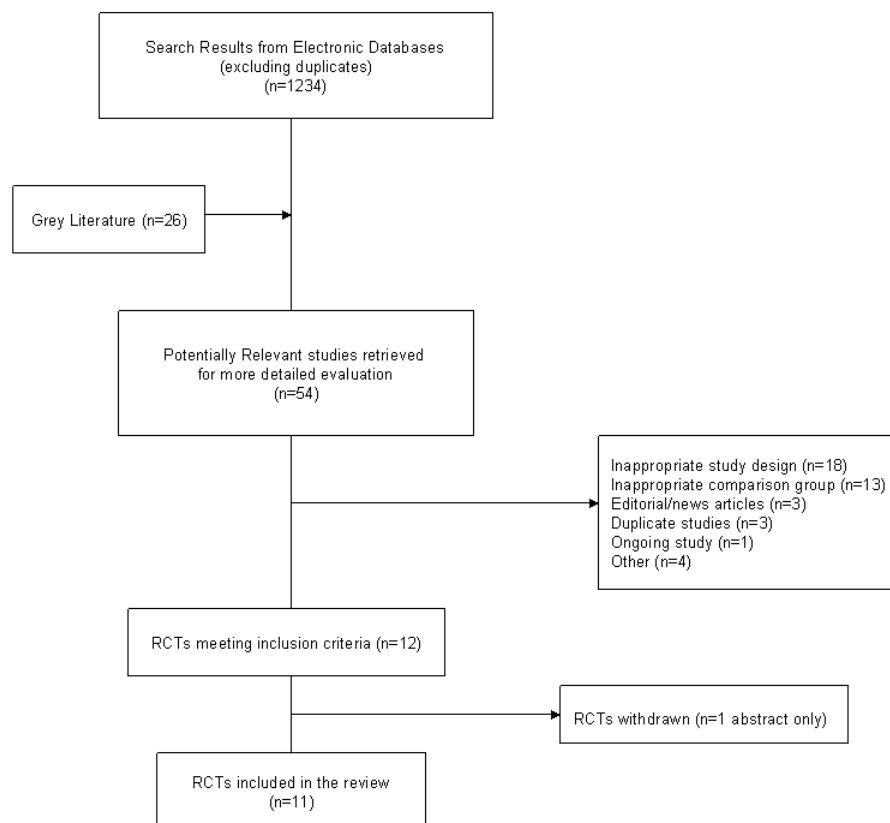 Search Results from Electronic Databases
(excluding duplicates)
(n=1234)
Grey Literature (n=26)
Potentially Relevant studies retrieved
for more detailed evaluation
(n=54)
Inappropriate study design (n=18)
Inappropriate comparison group (n=13)
Editorial/news articles (n=3)
Duplicate studies (n=3)
Ongoing study (n=1)
Other (n=4)
RCTs meeting inclusion criteria (n=12)
RCTs withdrawn (n=1 abstract only)
RCTs included in the review
(n=11)